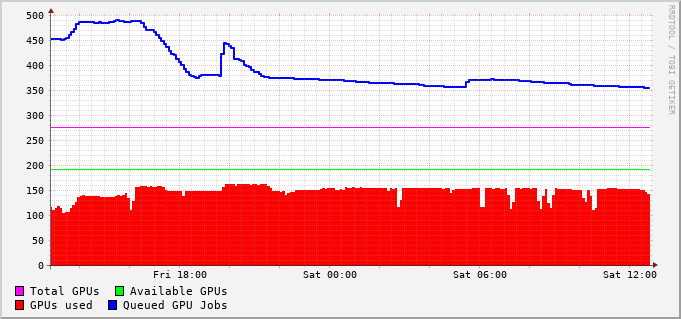 500
450
400
350
300
250
200
150
100
50
0
Fri 18:00 Sat 00:00 Sat 06:00 Sat 12:00
Total GPUs Available GPUs
GPUs used Queued GPU Jobs
RRDTOOL / TOBI OETIKER